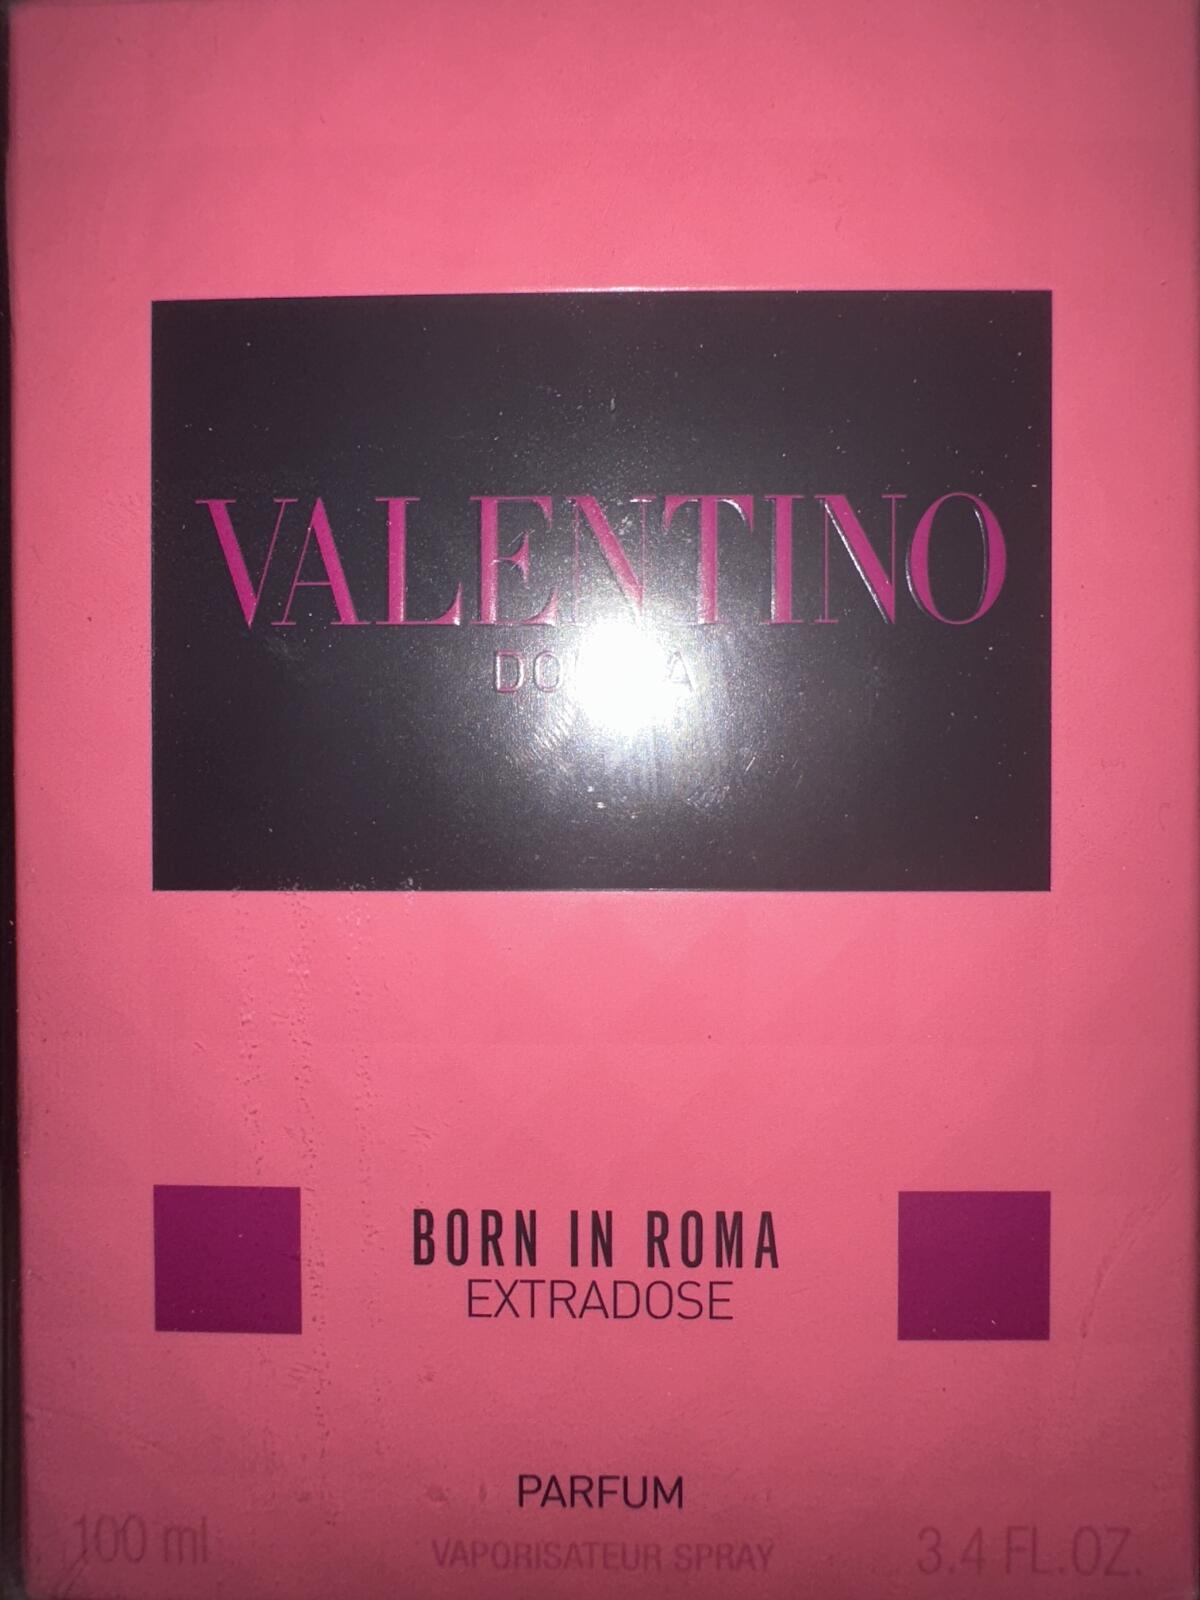 VALENTINO
BORN IN ROMA
EXTRADOSE
PARFUM
100 ml VAPORISATEUR SPRAY 3.4 FL.OZ.